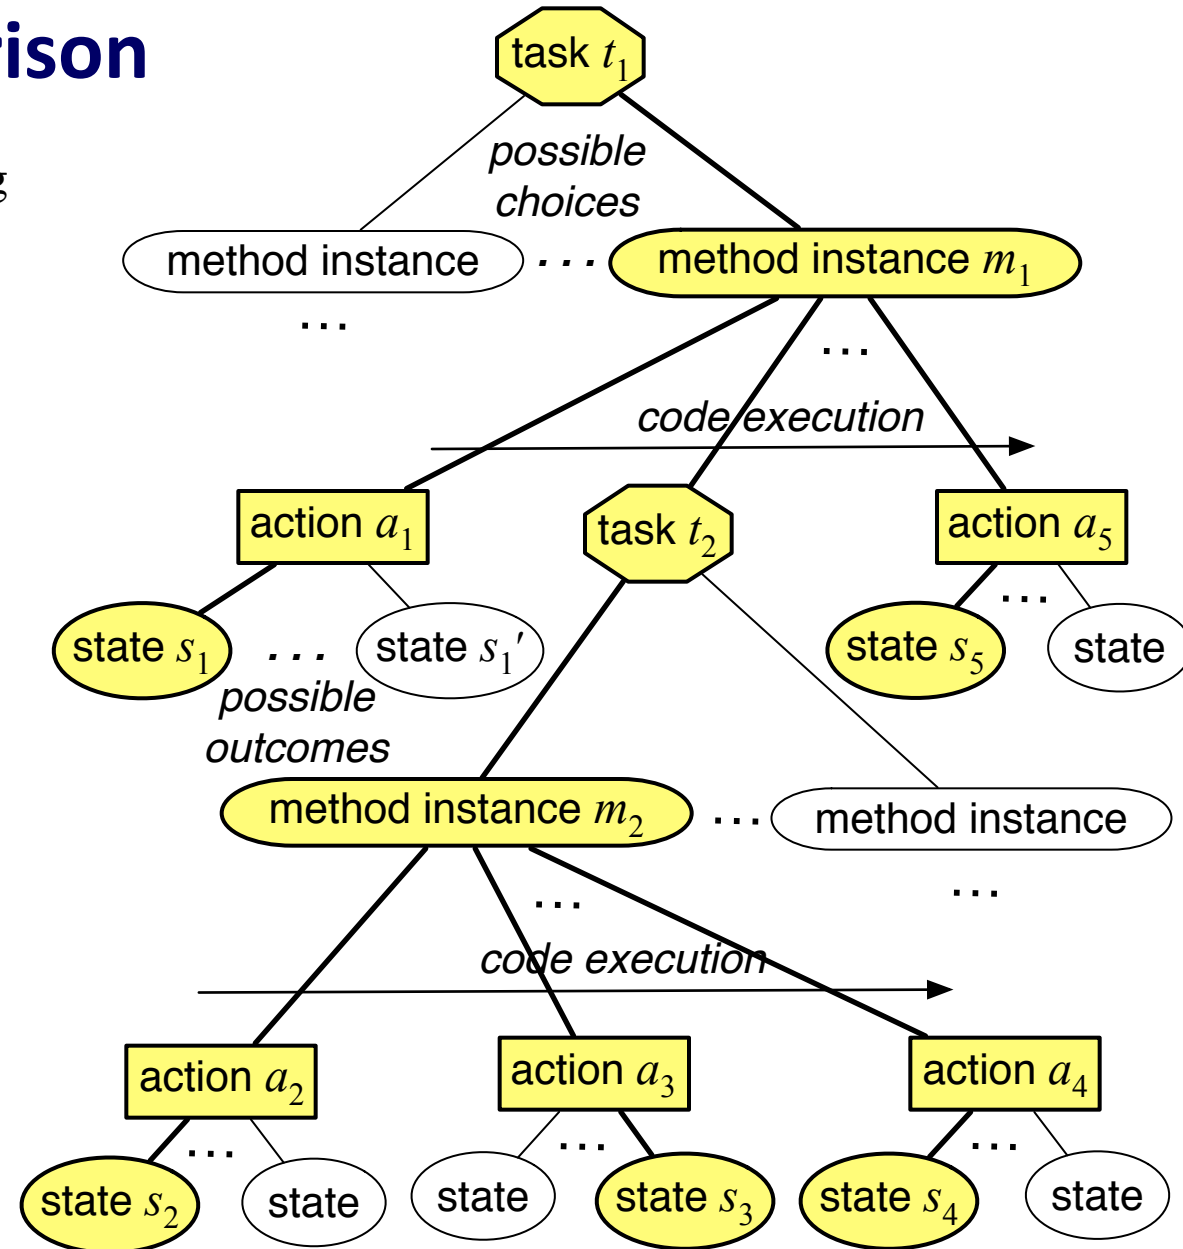 rison
task t₁
g
possible
choices
method instance ... method instance m₁
...
...
code execution
action a₁
task t₂
action a₅
state s₁ ... state s₁′
state s₅ ... state
possible
outcomes
method instance m₂ ... method instance
...
...
code execution
action a₂
action a₃
action a₄
state s₂ ... state
state ... state s₃
state s₄ ... state